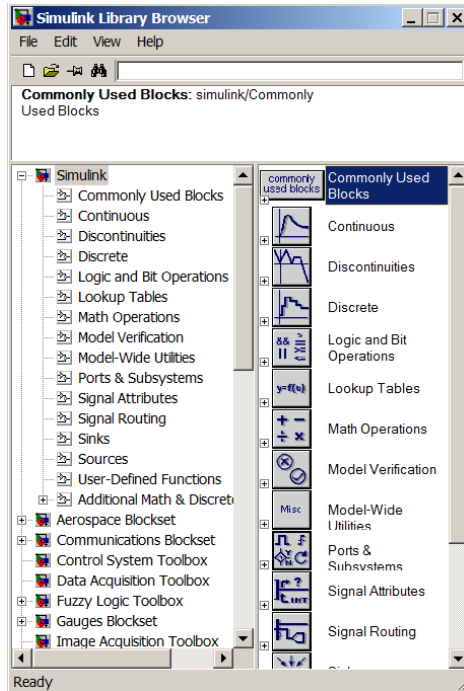 Simulink Library Browser
File Edit View Help
Commonly Used Blocks: simulink/Commonly
Used Blocks
Simulink
Commonly Used Blocks
Continuous
Discontinuities
Discrete
Logic and Bit Operations
Lookup Tables
Math Operations
Model Verification
Model-Wide Utilities
Ports & Subsystems
Signal Attributes
Signal Routing
Sinks
Sources
User-Defined Functions
Additional Math & Discret
Aerospace Blockset
Communications Blockset
Control System Toolbox
Data Acquisition Toolbox
Fuzzy Logic Toolbox
Gauges Blockset
Image Acquisition Toolbox
commonly
used blocks
Commonly Used
Blocks
Continuous
Discontinuities
Discrete
&& ||
Logic and Bit
Operations
y=f(u)
Lookup Tables
+ − ÷ ×
Math Operations
Model Verification
Misc
Model-Wide
Utilities
Ports &
Subsystems
Signal Attributes
Signal Routing
Ready